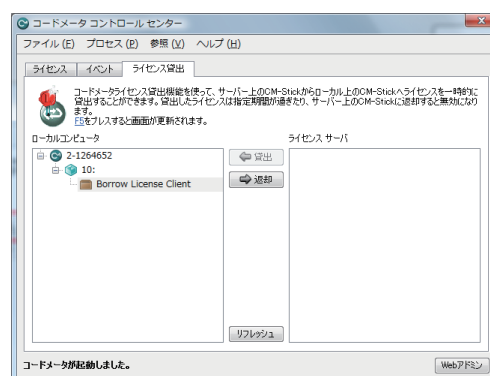 コードメータ コントロール センター
ファイル (F) プロセス (P) 参照 (V) ヘルプ (H)
ライセンス イベント ライセンス貸出
コードメータライセンス貸出機能を使って、サーバー上のCM-Stickからローカル上のCM-Stickへライセンスを一時的に
貸出することができます。貸出したライセンスは指定期間が過ぎたり、サーバー上のCM-Stickに返却すると無効になり
ます。
F5をプレスすると画面が更新されます。
ローカルコンピュータ ライセンス サーバ
2-1264652
10:
Borrow License Client
貸出
返却
リフレッシュ
コードメータが起動しました。
Webアドミン